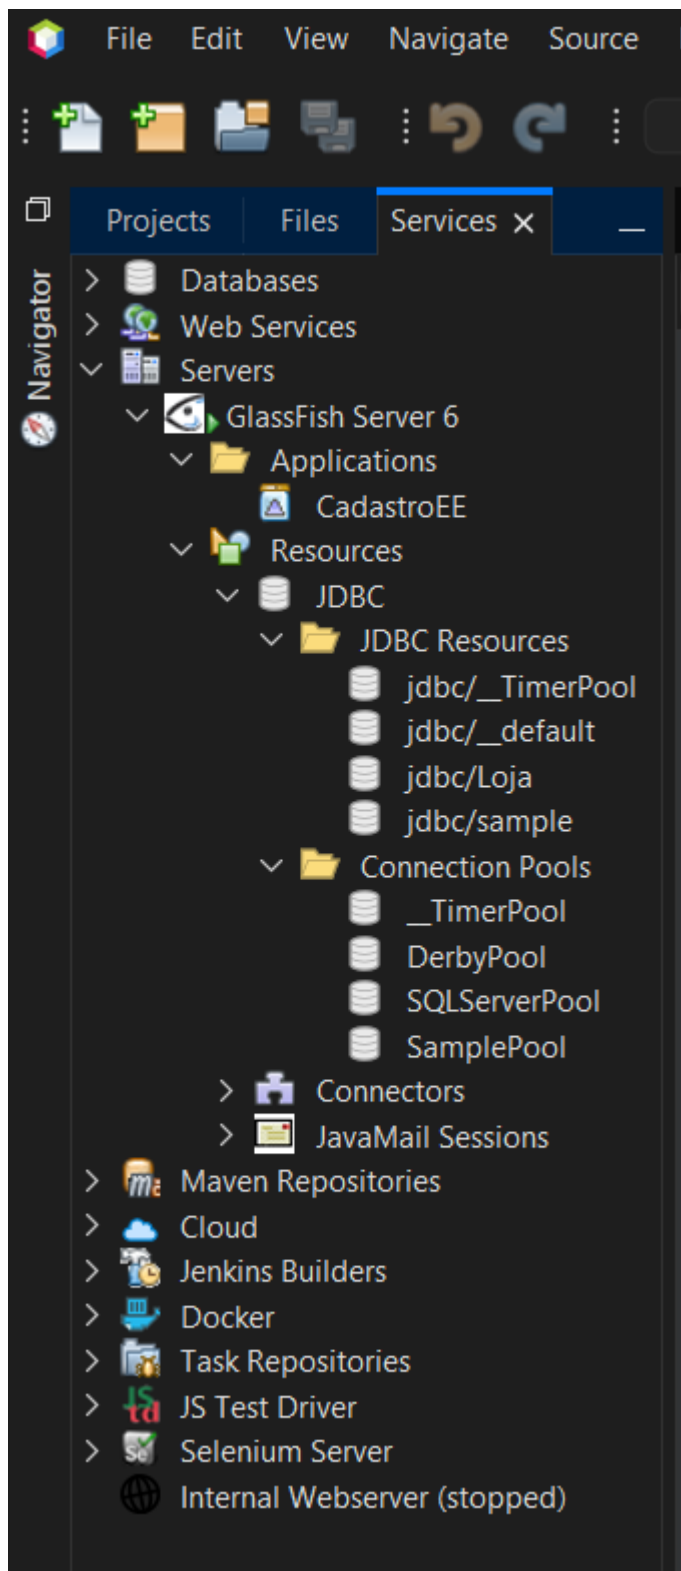 File Edit View Navigate Source
Projects Files Services
Navigator
Databases
Web Services
Servers
GlassFish Server 6
Applications
CadastroEE
Resources
JDBC
JDBC Resources
jdbc/__TimerPool
jdbc/__default
jdbc/Loja
jdbc/sample
Connection Pools
__TimerPool
DerbyPool
SQLServerPool
SamplePool
Connectors
JavaMail Sessions
Maven Repositories
Cloud
Jenkins Builders
Docker
Task Repositories
JS Test Driver
Selenium Server
Internal Webserver (stopped)